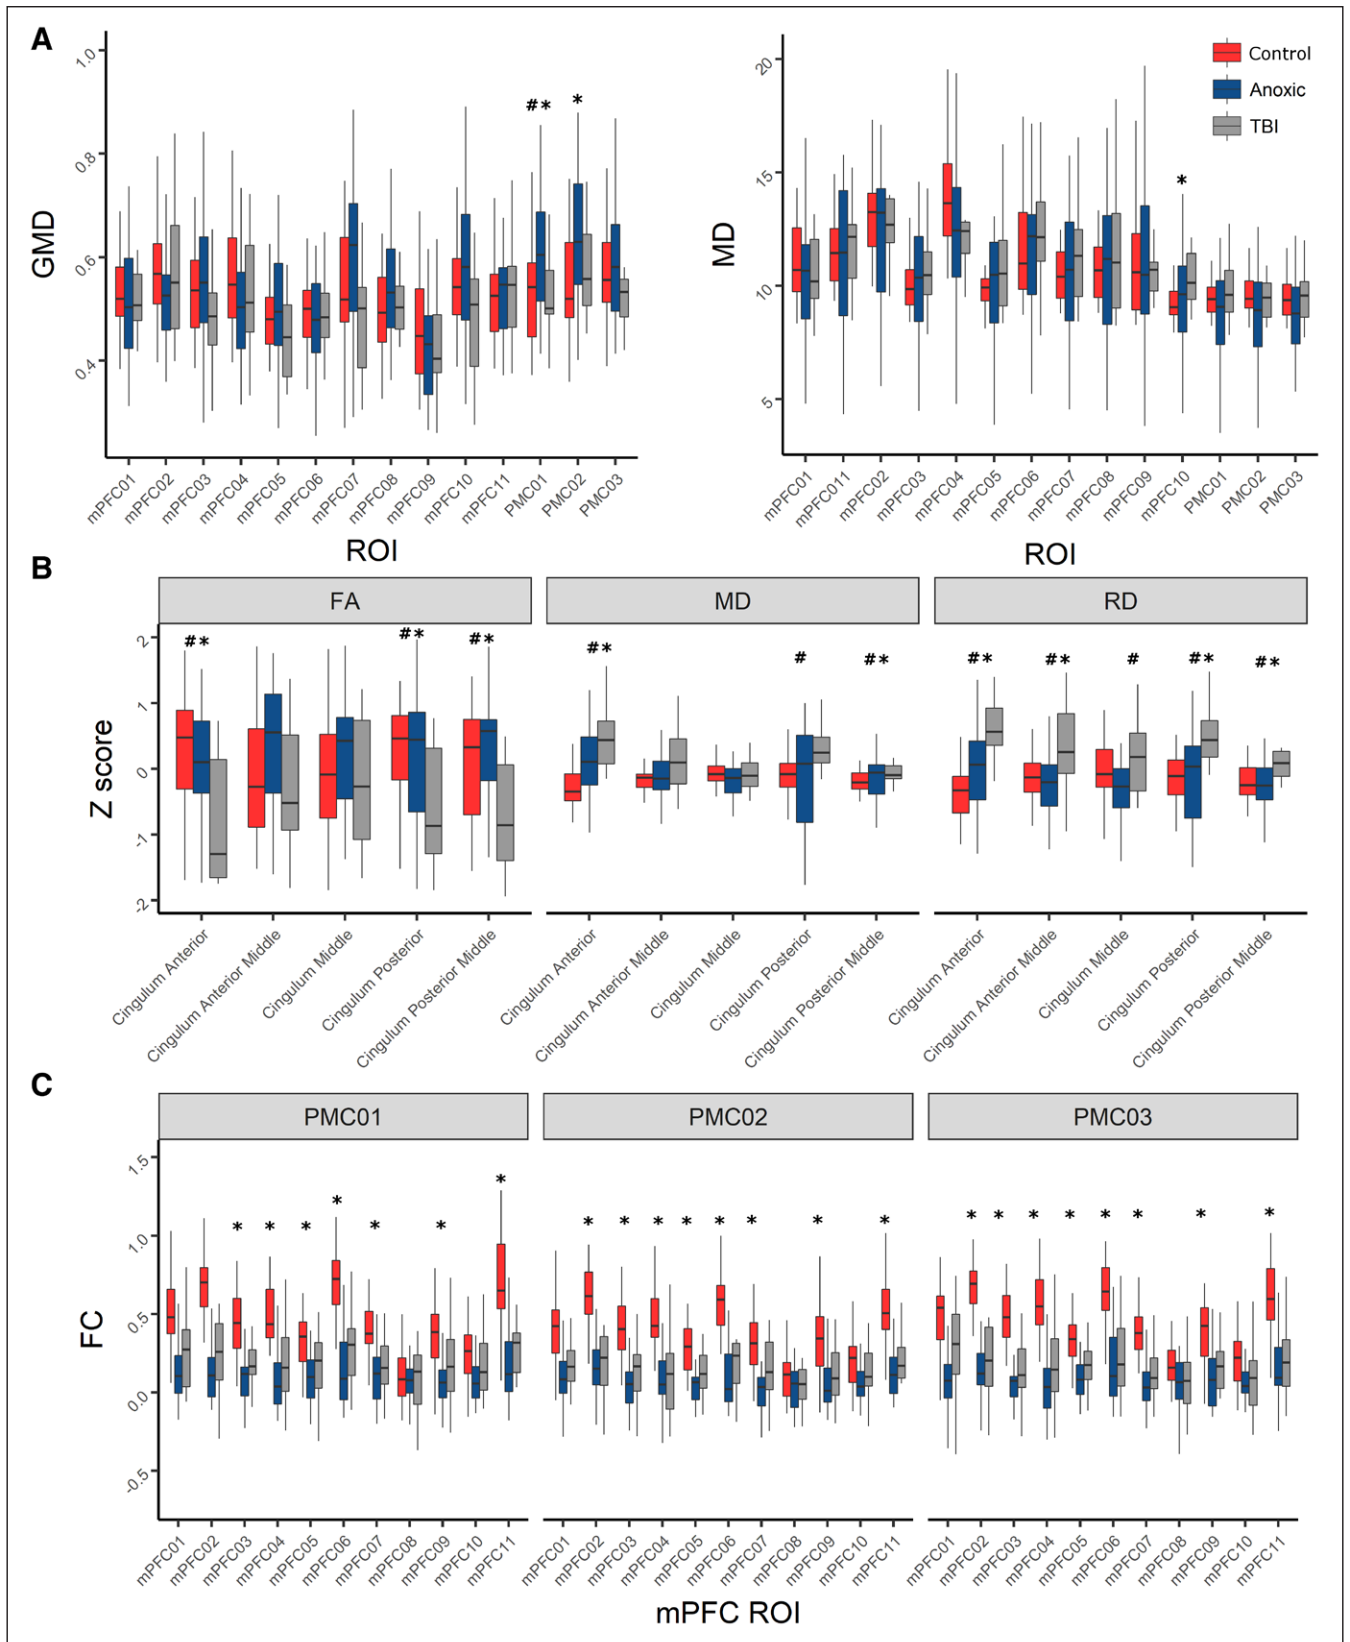 A
GMD
1.0
0.8
0.6
0.4
#* *
mPFC01 mPFC02 mPFC03 mPFC04 mPFC05 mPFC06 mPFC07 mPFC08 mPFC09 mPFC10 mPFC11 PMC01 PMC02 PMC03
ROI
MD
20
15
10
5
Control
Anoxic
TBI
*
mPFC01 mPFC011 mPFC02 mPFC03 mPFC04 mPFC05 mPFC06 mPFC07 mPFC08 mPFC09 mPFC10 PMC01 PMC02 PMC03
ROI
B
FA MD RD
Z score
2
1
0
-1
-2
#* #* #* #* # #* #* #* # #* #*
Cingulum Anterior Cingulum Anterior Middle Cingulum Middle Cingulum Posterior Cingulum Posterior Middle
Cingulum Anterior Cingulum Anterior Middle Cingulum Middle Cingulum Posterior Cingulum Posterior Middle
Cingulum Anterior Cingulum Anterior Middle Cingulum Middle Cingulum Posterior Cingulum Posterior Middle
C
PMC01 PMC02 PMC03
FC
1.5
1.0
0.5
0.0
-0.5
* * * * * * *
* * * * * * * *
* * * * * * * *
mPFC01 mPFC02 mPFC03 mPFC04 mPFC05 mPFC06 mPFC07 mPFC08 mPFC09 mPFC10 mPFC11
mPFC01 mPFC02 mPFC03 mPFC04 mPFC05 mPFC06 mPFC07 mPFC08 mPFC09 mPFC10 mPFC11
mPFC01 mPFC02 mPFC03 mPFC04 mPFC05 mPFC06 mPFC07 mPFC08 mPFC09 mPFC10 mPFC11
mPFC ROI